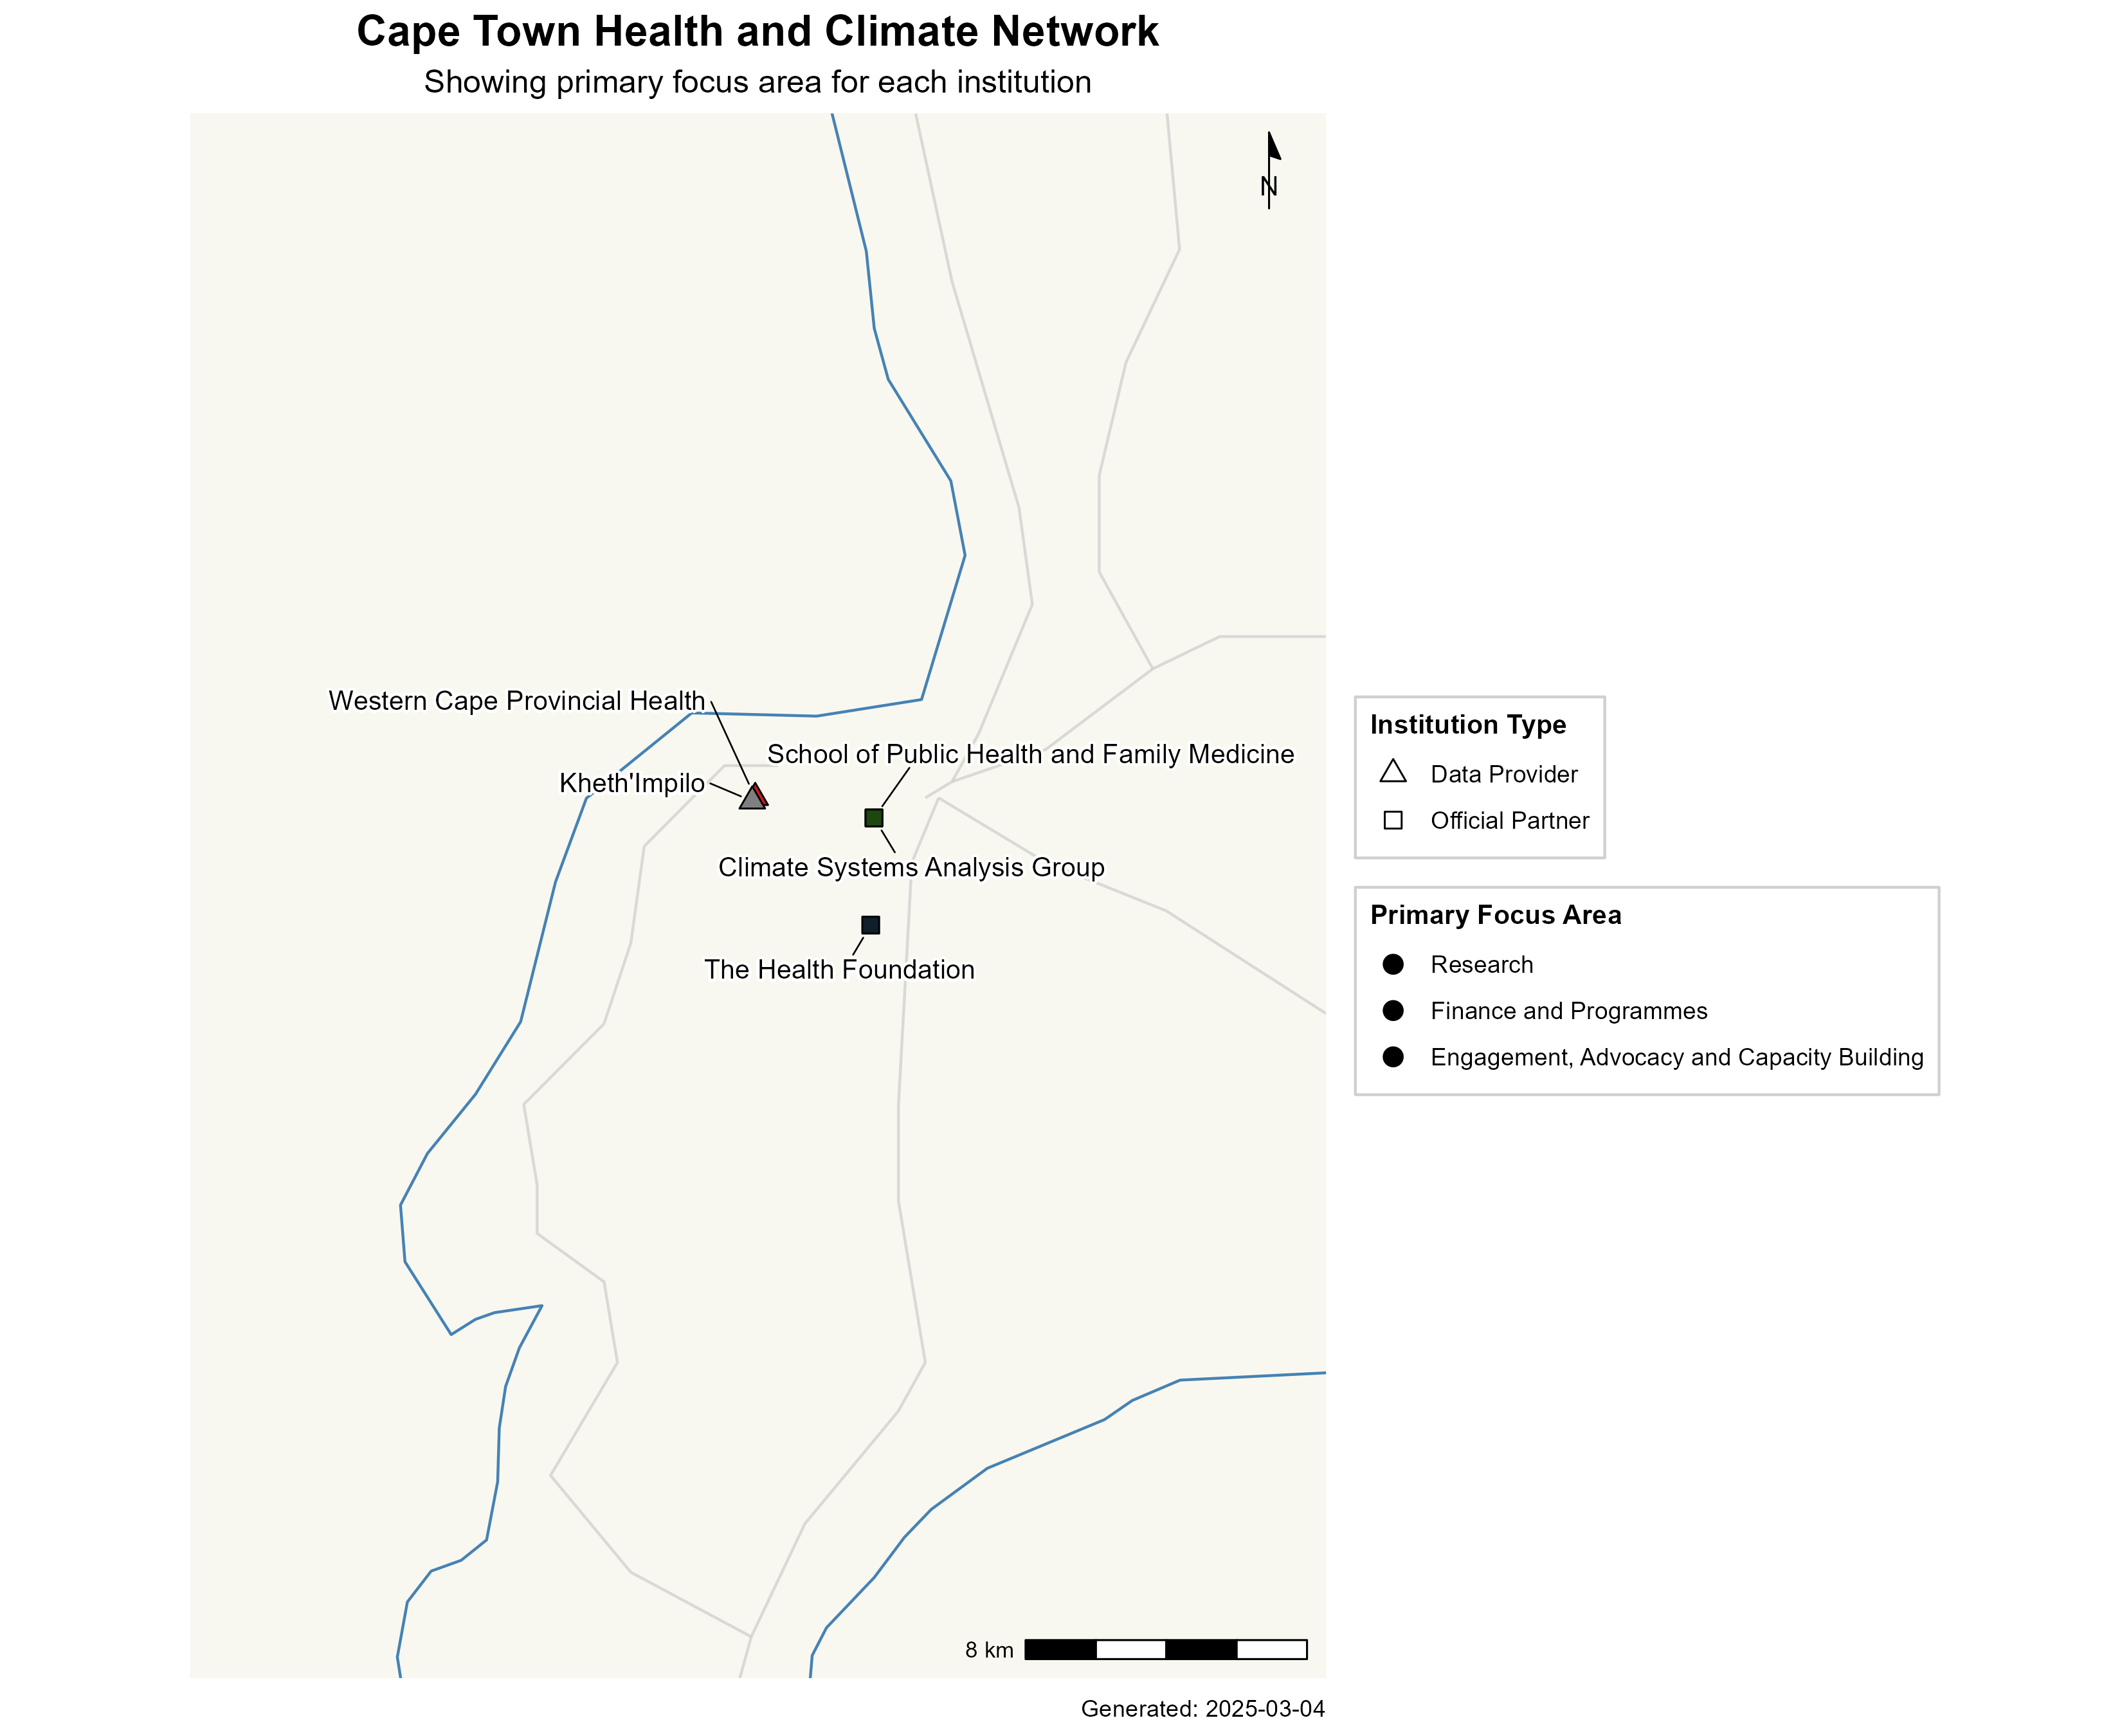 Cape Town Health and Climate Network
Showing primary focus area for each institution
N
Western Cape Provincial Health
School of Public Health and Family Medicine
Kheth'Impilo
Climate Systems Analysis Group
The Health Foundation
Institution Type
Data Provider
Official Partner
Primary Focus Area
Research
Finance and Programmes
Engagement, Advocacy and Capacity Building
8 km
Generated: 2025-03-04